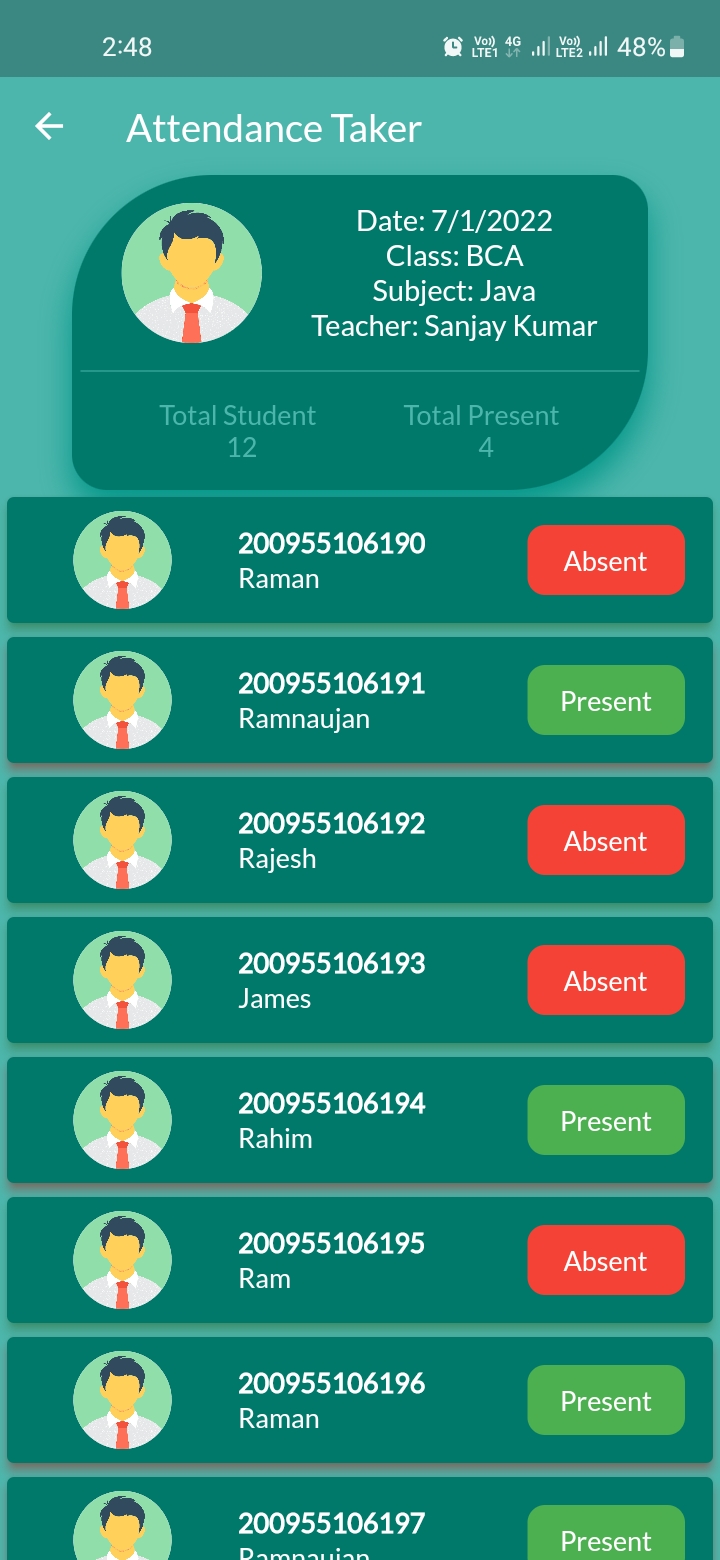 2:48 Vo)) LTE1 4G Vo)) LTE2 48%
Attendance Taker
Date: 7/1/2022
Class: BCA
Subject: Java
Teacher: Sanjay Kumar
Total Student Total Present
12 4
200955106190
Raman
Absent
200955106191
Ramnaujan
Present
200955106192
Rajesh
Absent
200955106193
James
Absent
200955106194
Rahim
Present
200955106195
Ram
Absent
200955106196
Raman
Present
200955106197
Ramnaujan
Present